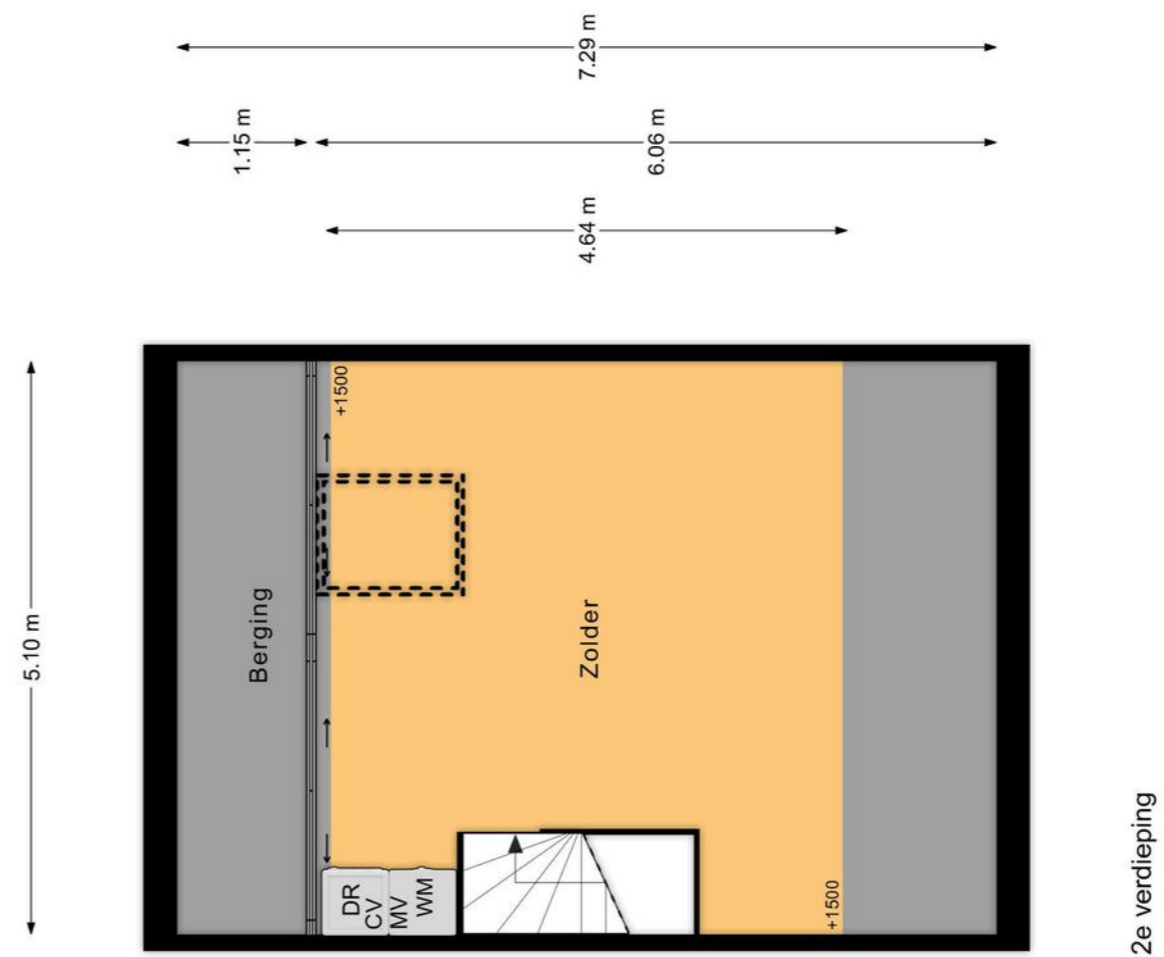 7.29 m
1.15 m
6.06 m
4.64 m
5.10 m
+1500
Berging
Zolder
DR
CV
MV
WM
+1500
2e verdieping